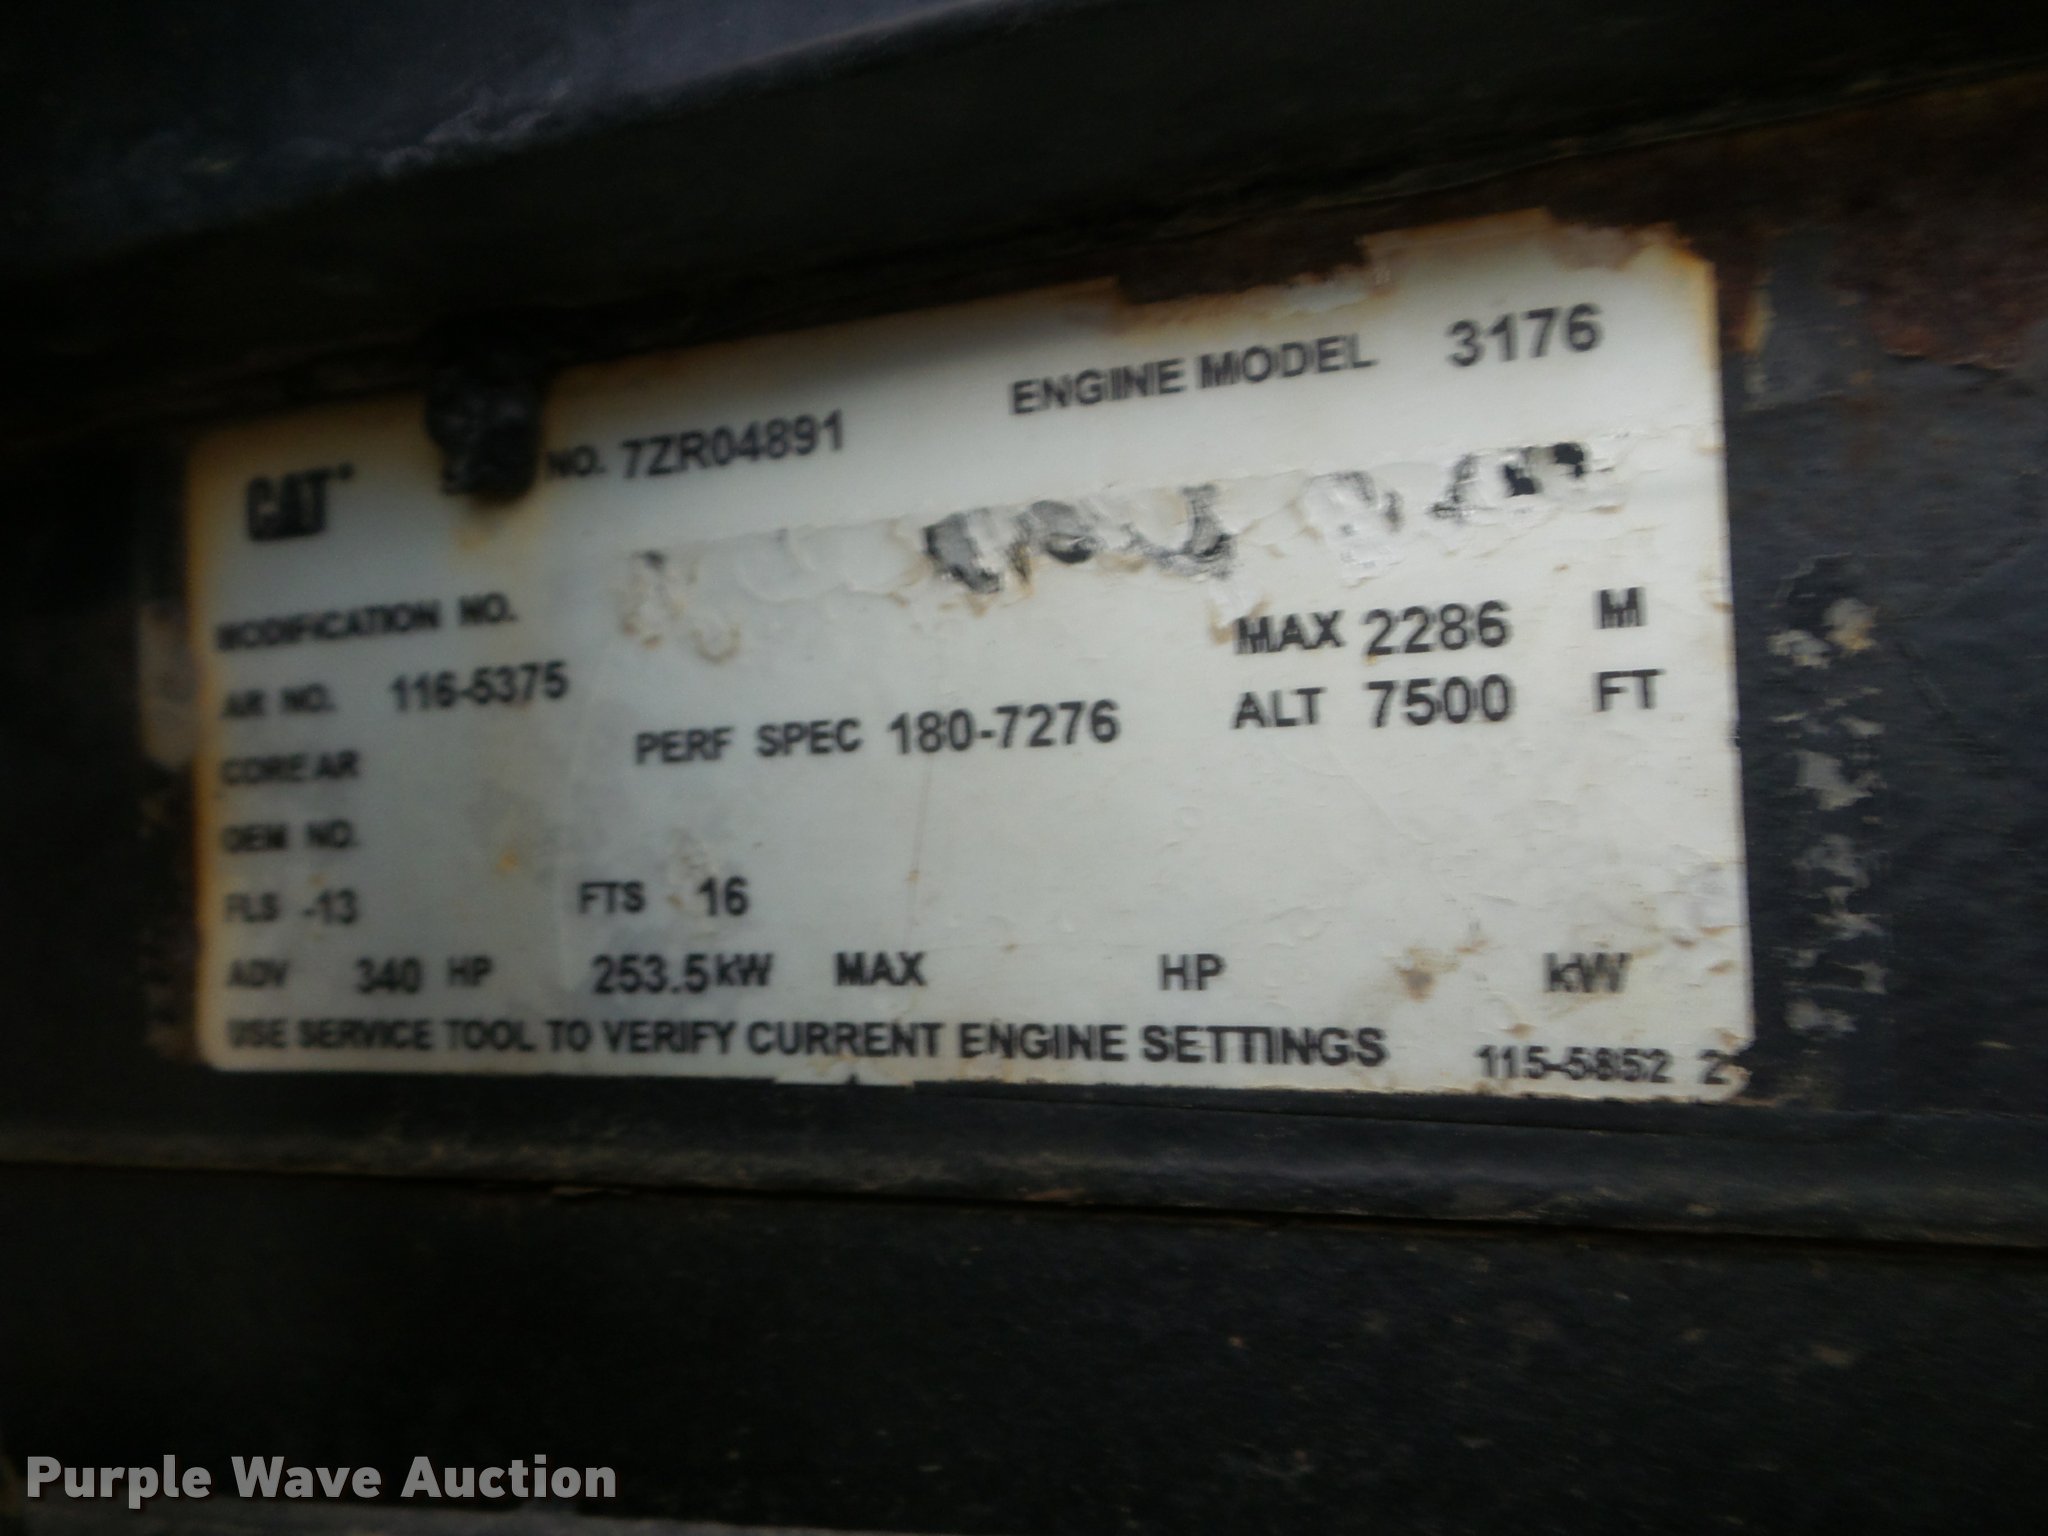 CAT NO. 7ZR04891 ENGINE MODEL 3176
MODIFICATION NO.
MAX 2286 M
AR NO. 116-5375
PERF SPEC 180-7276 ALT 7500 FT
CORE AR
OEM NO.
FLS -13 FTS 16
ADV 340 HP 253.5 kW MAX HP kW
USE SERVICE TOOL TO VERIFY CURRENT ENGINE SETTINGS 115-5852 2
Purple Wave Auction